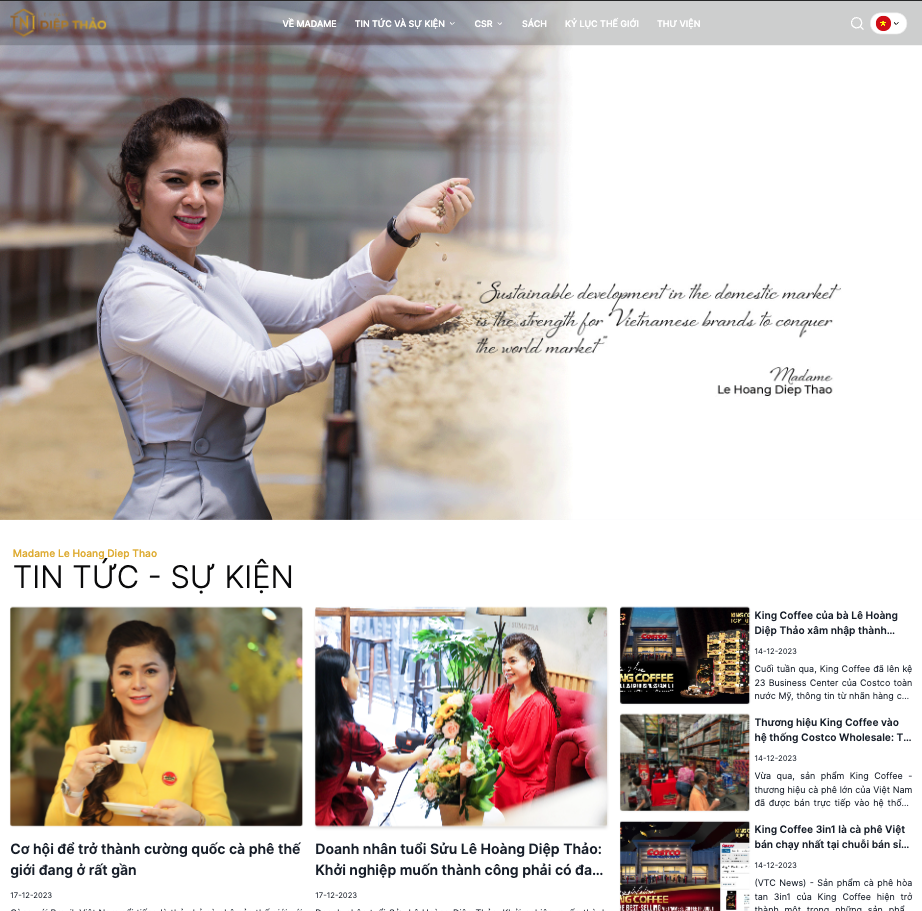 DIỆP THẢO
VỀ MADAME
TIN TỨC VÀ SỰ KIỆN
CSR
SÁCH
KỶ LỤC THẾ GIỚI
THƯ VIỆN
"Sustainable development in the domestic market
is the strength for Vietnamese brands to conquer
the world market"
Madame
Le Hoang Diep Thao
Madame Le Hoang Diep Thao
TIN TỨC - SỰ KIỆN
Cơ hội để trở thành cường quốc cà phê thế
giới đang ở rất gần
17-12-2023
Doanh nhân tuổi Sửu Lê Hoàng Diệp Thảo:
Khởi nghiệp muốn thành công phải có đa...
17-12-2023
COSTCO
KING COFFEE
King Coffee của bà Lê Hoàng
Diệp Thảo xâm nhập thành...
14-12-2023
Cuối tuần qua, King Coffee đã lên kệ
23 Business Center của Costco toàn
nước Mỹ, thông tin từ nhãn hàng c...
Thương hiệu King Coffee vào
hệ thống Costco Wholesale: T...
14-12-2023
Vừa qua, sản phẩm King Coffee -
thương hiệu cà phê lớn của Việt Nam
đã được bán trực tiếp vào hệ thố...
COSTCO
KING COFFEE
BEST-SELLING
King Coffee 3in1 là cà phê Việt
bán chạy nhất tại chuỗi bán sỉ...
14-12-2023
(VTC News) - Sản phẩm cà phê hòa
tan 3in1 của King Coffee hiện trở